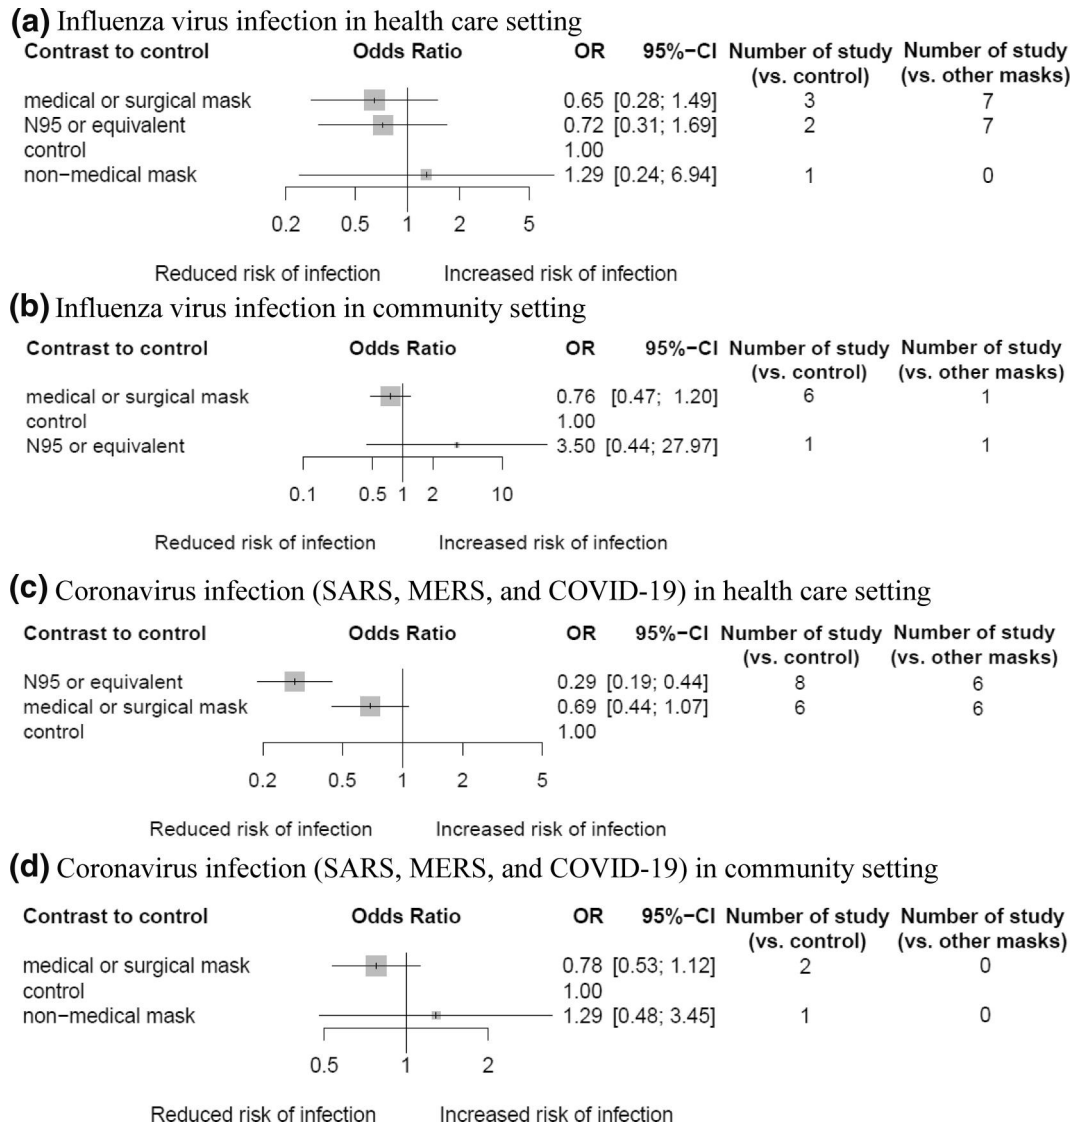 (a) Influenza virus infection in health care setting
Contrast to control Odds Ratio OR 95%−CI Number of study Number of study
(vs. control) (vs. other masks)
medical or surgical mask 0.65 [0.28; 1.49] 3 7
N95 or equivalent 0.72 [0.31; 1.69] 2 7
control 1.00
non−medical mask 1.29 [0.24; 6.94] 1 0
0.2 0.5 1 2 5
Reduced risk of infection Increased risk of infection
(b) Influenza virus infection in community setting
Contrast to control Odds Ratio OR 95%−CI Number of study Number of study
(vs. control) (vs. other masks)
medical or surgical mask 0.76 [0.47; 1.20] 6 1
control 1.00
N95 or equivalent 3.50 [0.44; 27.97] 1 1
0.1 0.5 1 2 10
Reduced risk of infection Increased risk of infection
(c) Coronavirus infection (SARS, MERS, and COVID-19) in health care setting
Contrast to control Odds Ratio OR 95%−CI Number of study Number of study
(vs. control) (vs. other masks)
N95 or equivalent 0.29 [0.19; 0.44] 8 6
medical or surgical mask 0.69 [0.44; 1.07] 6 6
control 1.00
0.2 0.5 1 2 5
Reduced risk of infection Increased risk of infection
(d) Coronavirus infection (SARS, MERS, and COVID-19) in community setting
Contrast to control Odds Ratio OR 95%−CI Number of study Number of study
(vs. control) (vs. other masks)
medical or surgical mask 0.78 [0.53; 1.12] 2 0
control 1.00
non−medical mask 1.29 [0.48; 3.45] 1 0
0.5 1 2
Reduced risk of infection Increased risk of infection